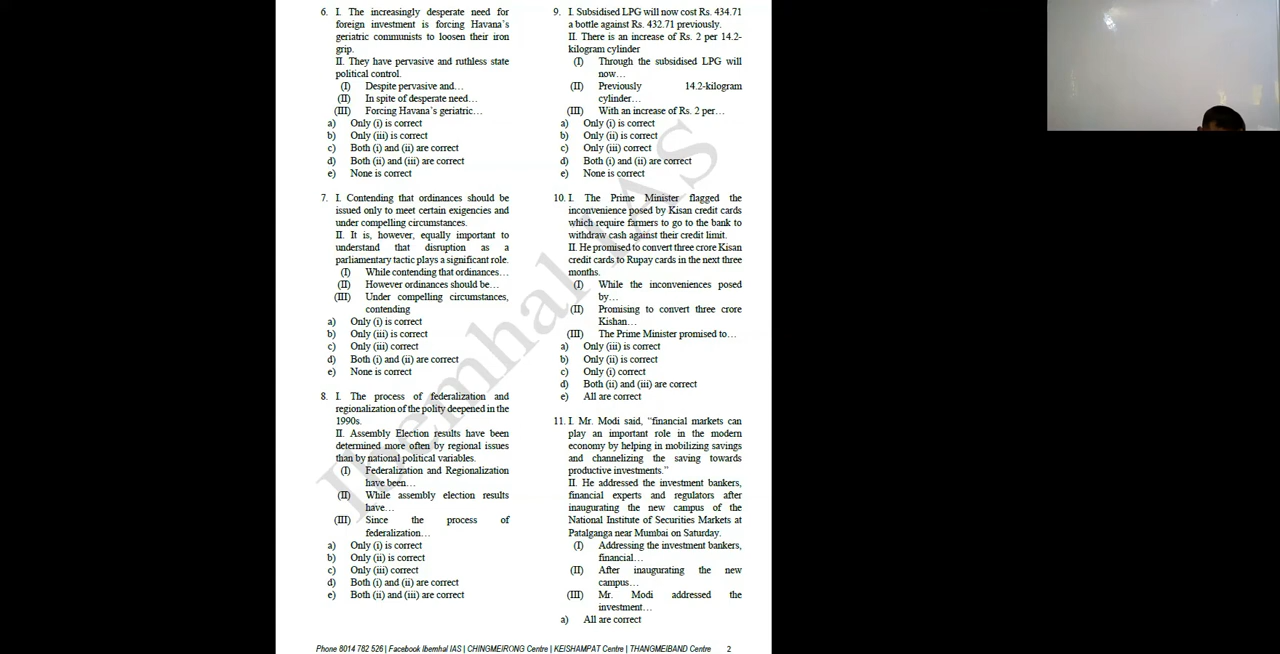 6. I. The increasingly desperate need for
foreign investment is forcing Havana's
geriatric communists to loosen their iron
grip.
II. They have pervasive and ruthless state
political control.
(I) Despite pervasive and…
(II) In spite of desperate need…
(III) Forcing Havana's geriatric…
a) Only (i) is correct
b) Only (iii) is correct
c) Both (i) and (ii) are correct
d) Both (ii) and (iii) are correct
e) None is correct
7. I. Contending that ordinances should be
issued only to meet certain exigencies and
under compelling circumstances.
II. It is, however, equally important to
understand that disruption as a
parliamentary tactic plays a significant role.
(I) While contending that ordinances…
(II) However ordinances should be…
(III) Under compelling circumstances,
contending
a) Only (i) is correct
b) Only (iii) is correct
c) Only (iii) correct
d) Both (i) and (ii) are correct
e) None is correct
8. I. The process of federalization and
regionalization of the polity deepened in the
1990s.
II. Assembly Election results have been
determined more often by regional issues
than by national political variables.
(I) Federalization and Regionalization
have been…
(II) While assembly election results
have…
(III) Since the process of
federalization…
a) Only (i) is correct
b) Only (ii) is correct
c) Only (iii) correct
d) Both (i) and (ii) are correct
e) Both (ii) and (iii) are correct
9. I. Subsidised LPG will now cost Rs. 434.71
a bottle against Rs. 432.71 previously.
II. There is an increase of Rs. 2 per 14.2-
kilogram cylinder
(I) Through the subsidised LPG will
now…
(II) Previously 14.2-kilogram
cylinder…
(III) With an increase of Rs. 2 per…
a) Only (i) is correct
b) Only (ii) is correct
c) Only (iii) correct
d) Both (i) and (ii) are correct
e) None is correct
10. I. The Prime Minister flagged the
inconvenience posed by Kisan credit cards
which require farmers to go to the bank to
withdraw cash against their credit limit.
II. He promised to convert three crore Kisan
credit cards to Rupay cards in the next three
months.
(I) While the inconveniences posed
by…
(II) Promising to convert three crore
Kishan…
(III) The Prime Minister promised to…
a) Only (iii) is correct
b) Only (ii) is correct
c) Only (i) correct
d) Both (ii) and (iii) are correct
e) All are correct
11. I. Mr. Modi said, "financial markets can
play an important role in the modern
economy by helping in mobilizing savings
and channelizing the saving towards
productive investments."
II. He addressed the investment bankers,
financial experts and regulators after
inaugurating the new campus of the
National Institute of Securities Markets at
Patalganga near Mumbai on Saturday.
(I) Addressing the investment bankers,
financial…
(II) After inaugurating the new
campus…
(III) Mr. Modi addressed the
investment…
a) All are correct
Ibemhal IAS
Phone 8014 782 526 | Facebook Ibemhal IAS | CHINGMEIRONG Centre | KEISHAMPAT Centre | THANGMEIBAND Centre 2